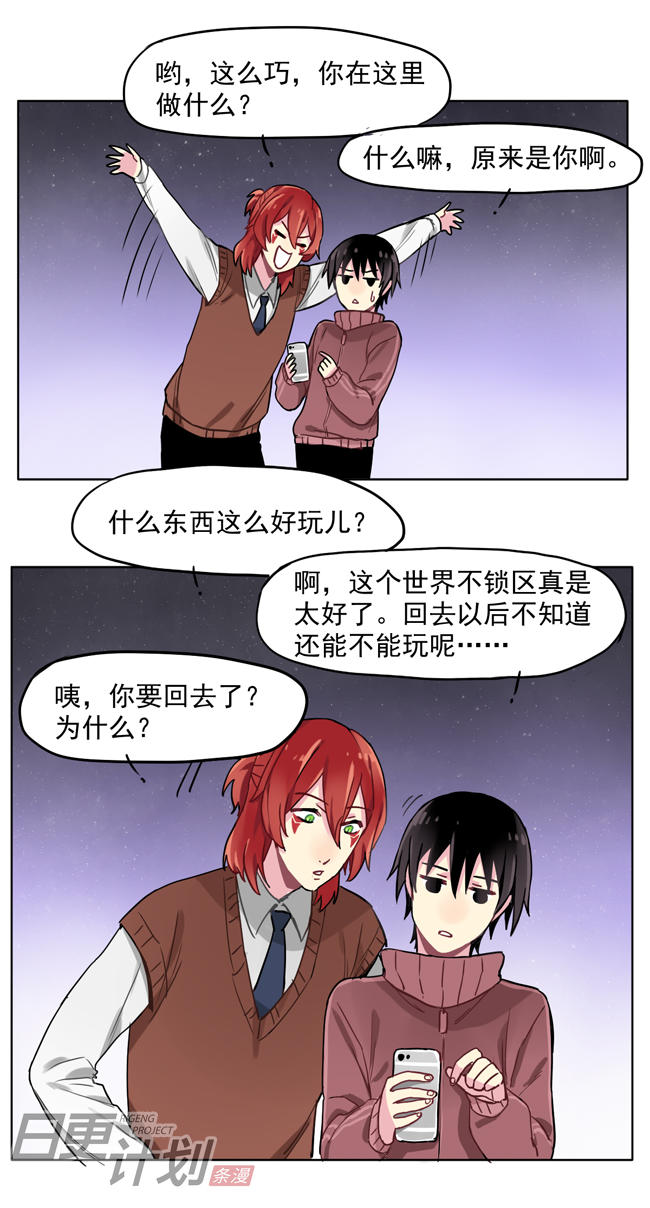 哟，这么巧，你在这里
做什么？
什么嘛，原来是你啊。
什么东西这么好玩儿？
啊，这个世界不锁区真是
太好了。回去以后不知道
还能不能玩呢……
咦，你要回去了？
为什么？
日更计划
RIGENG
PROJECT
条漫